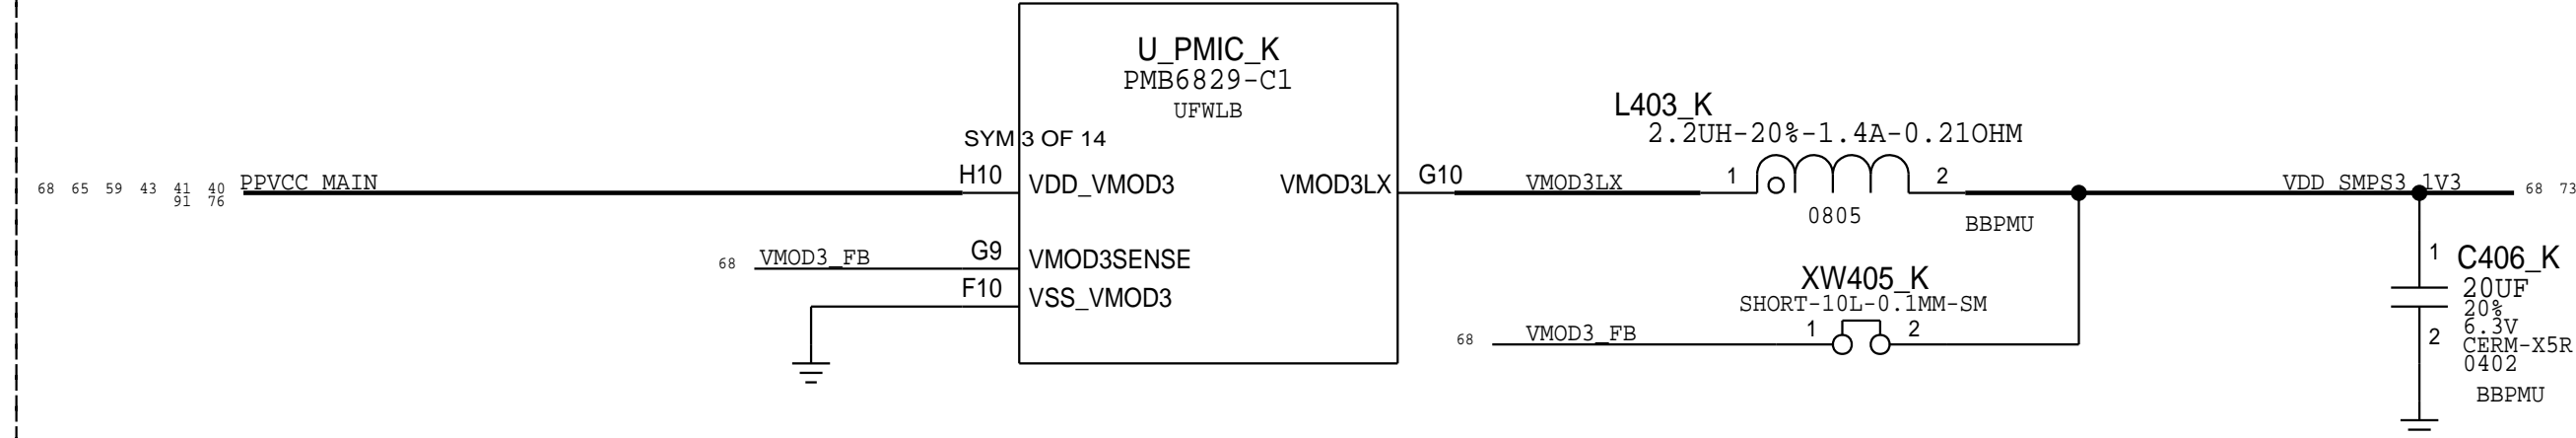 U_PMIC_K
PMB6829-C1
UFWLB
SYM 3 OF 14
68 65 59 43 41 40
91 76
PPVCC_MAIN
H10
VDD_VMOD3
VMOD3LX
G10
VMOD3LX
L403_K
2.2UH-20%-1.4A-0.21OHM
1
2
0805
BBPMU
VDD_SMPS3_1V3
68 73
68
VMOD3_FB
G9
VMOD3SENSE
F10
VSS_VMOD3
XW405_K
SHORT-10L-0.1MM-SM
68
VMOD3_FB
1
2
1
C406_K
20UF
20%
6.3V
2
CERM-X5R
0402
BBPMU